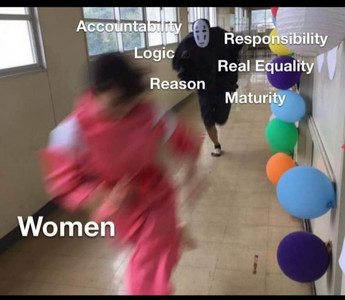 Accountability
Logic
Reason
Responsibility
Real Equality
Maturity
Women